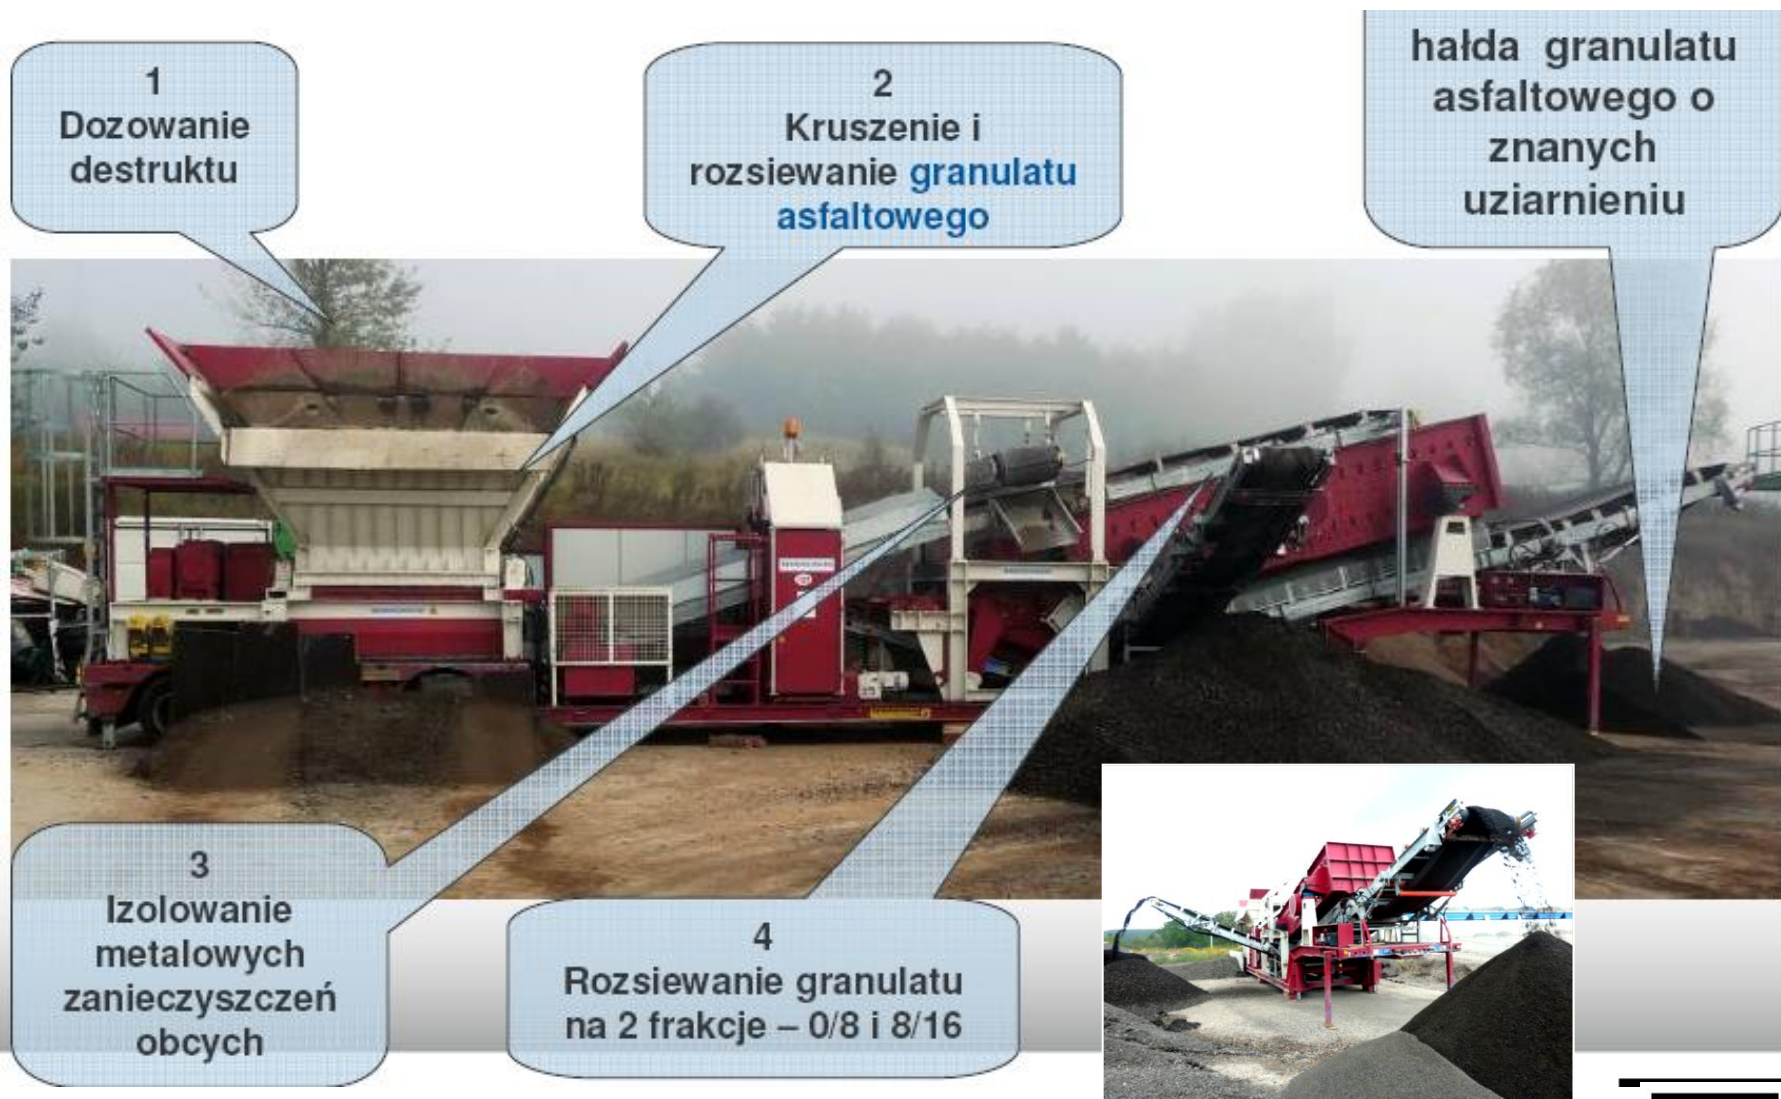 1
Dozowanie
destruktu
2
Kruszenie i
rozsiewanie granulatu
asfaltowego
hałda granulatu
asfaltowego o
znanych
uziarnieniu
3
Izolowanie
metalowych
zanieczyszczeń
obcych
4
Rozsiewanie granulatu
na 2 frakcje – 0/8 i 8/16